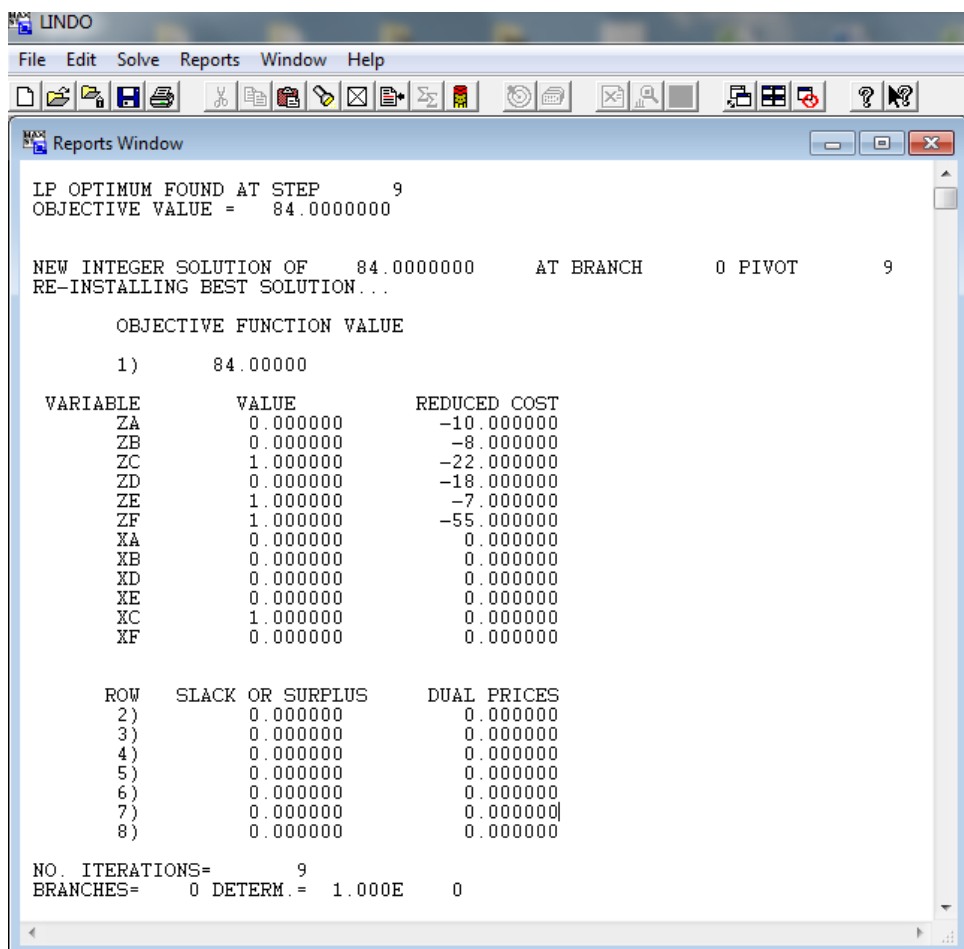 LINDO
File Edit Solve Reports Window Help
Reports Window
LP OPTIMUM FOUND AT STEP 9
OBJECTIVE VALUE = 84.0000000
NEW INTEGER SOLUTION OF 84.0000000 AT BRANCH 0 PIVOT 9
RE-INSTALLING BEST SOLUTION...
OBJECTIVE FUNCTION VALUE
1) 84.00000
VARIABLE VALUE REDUCED COST
ZA 0.000000 -10.000000
ZB 0.000000 -8.000000
ZC 1.000000 -22.000000
ZD 0.000000 -18.000000
ZE 1.000000 -7.000000
ZF 1.000000 -55.000000
XA 0.000000 0.000000
XB 0.000000 0.000000
XD 0.000000 0.000000
XE 0.000000 0.000000
XC 1.000000 0.000000
XF 0.000000 0.000000
ROW SLACK OR SURPLUS DUAL PRICES
2) 0.000000 0.000000
3) 0.000000 0.000000
4) 0.000000 0.000000
5) 0.000000 0.000000
6) 0.000000 0.000000
7) 0.000000 0.000000
8) 0.000000 0.000000
NO. ITERATIONS= 9
BRANCHES= 0 DETERM.= 1.000E 0